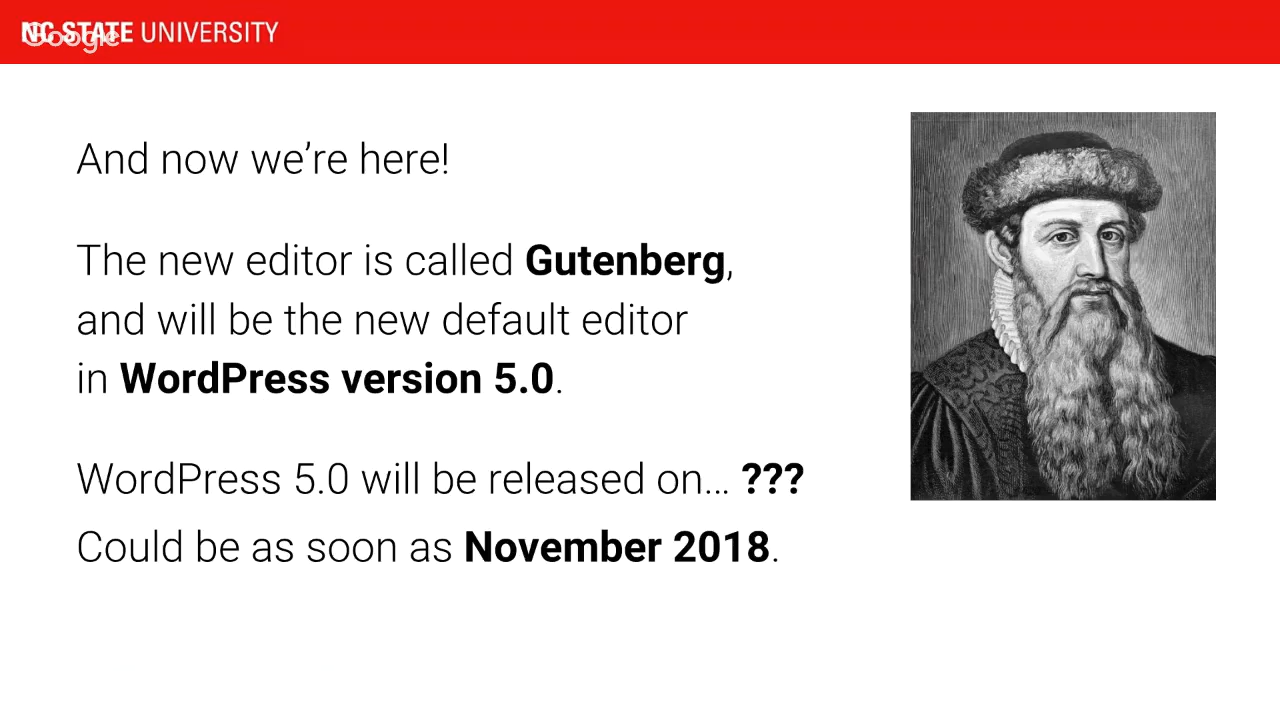 NC STATE UNIVERSITY
Google
And now we’re here!
The new editor is called Gutenberg,
and will be the new default editor
in WordPress version 5.0.
WordPress 5.0 will be released on... ???
Could be as soon as November 2018.